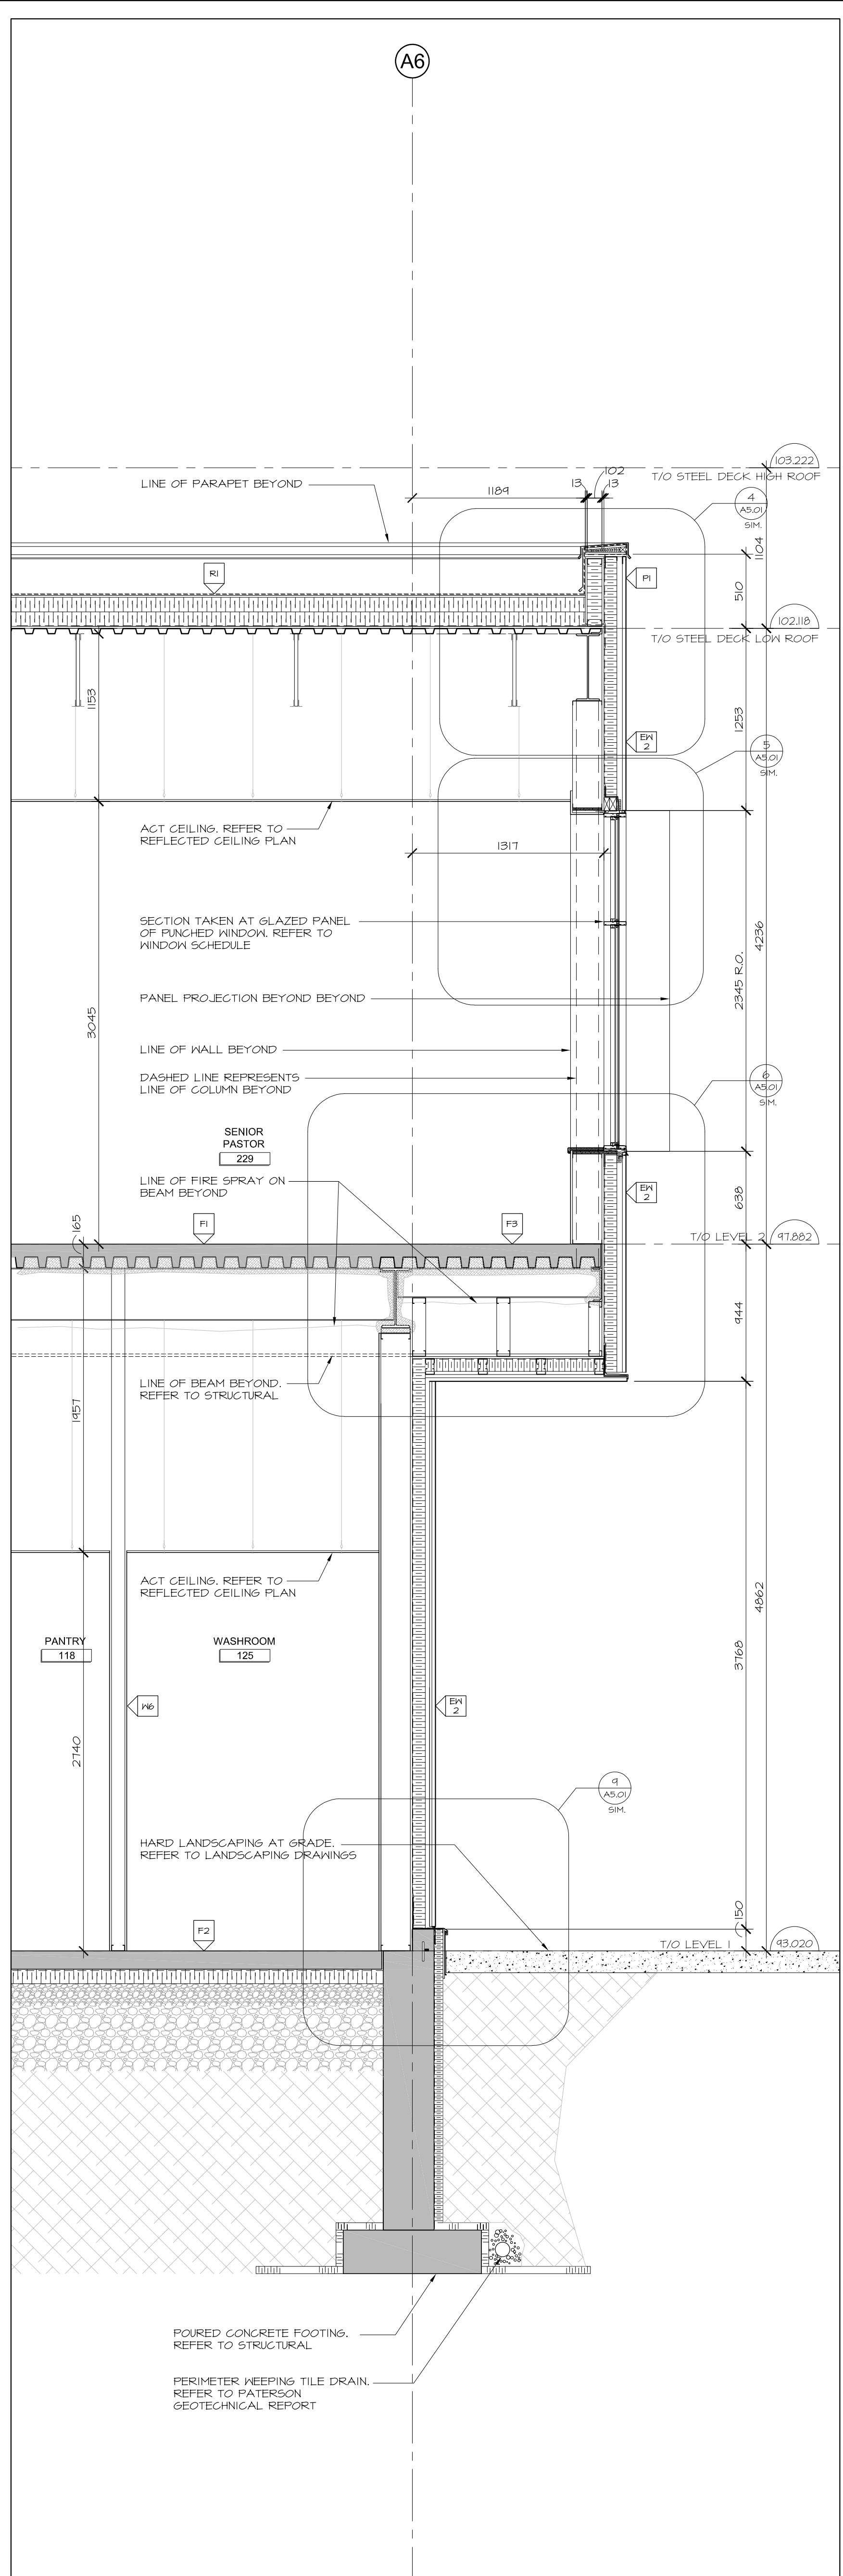 A6
103.222
T/O STEEL DECK HIGH ROOF
LINE OF PARAPET BEYOND
1189
13
102
13
4
A5.01
SIM.
1104
R1
P1
510
102.118
T/O STEEL DECK LOW ROOF
1153
1253
EW
2
5
A5.01
SIM.
ACT CEILING. REFER TO
REFLECTED CEILING PLAN
1317
SECTION TAKEN AT GLAZED PANEL
OF PUNCHED WINDOW. REFER TO
WINDOW SCHEDULE
4236
2345 R.O.
PANEL PROJECTION BEYOND BEYOND
3045
LINE OF WALL BEYOND
DASHED LINE REPRESENTS
LINE OF COLUMN BEYOND
6
A5.01
SIM.
SENIOR
PASTOR
229
LINE OF FIRE SPRAY ON
BEAM BEYOND
EW
2
638
165
F1
F3
T/O LEVEL 2
97.882
944
LINE OF BEAM BEYOND.
REFER TO STRUCTURAL
1957
ACT CEILING. REFER TO
REFLECTED CEILING PLAN
4862
3768
PANTRY
118
WASHROOM
125
W6
EW
2
2740
9
A5.01
SIM.
HARD LANDSCAPING AT GRADE.
REFER TO LANDSCAPING DRAWINGS
150
F2
T/O LEVEL 1
93.020
POURED CONCRETE FOOTING.
REFER TO STRUCTURAL
PERIMETER WEEPING TILE DRAIN.
REFER TO PATERSON
GEOTECHNICAL REPORT